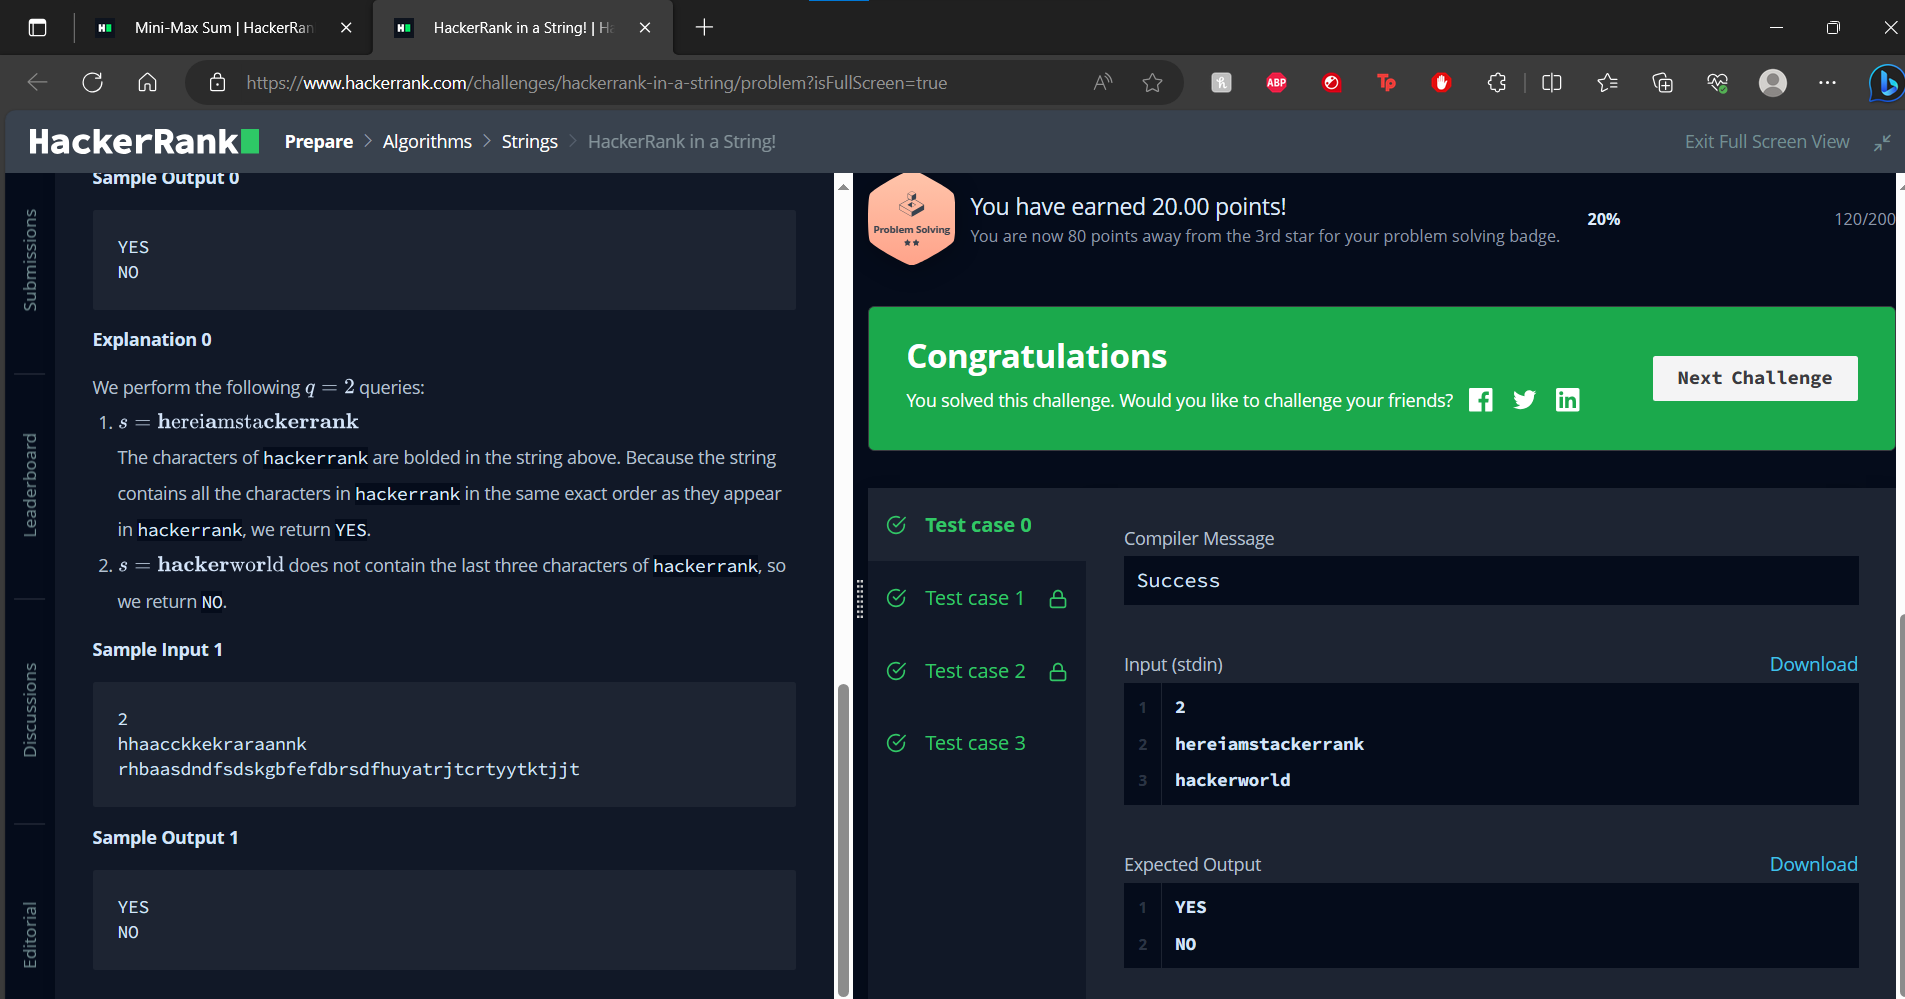 Mini-Max Sum | HackerRan
HackerRank in a String! | Ha
https://www.hackerrank.com/challenges/hackerrank-in-a-string/problem?isFullScreen=true
ABP
Tp
HackerRank
Prepare > Algorithms > Strings > HackerRank in a String!
Exit Full Screen View
Submissions
Leaderboard
Discussions
Editorial
Sample Output 0
YES
NO
Explanation 0
We perform the following q = 2 queries:
1. s = hereiamstackerrank
The characters of hackerrank are bolded in the string above. Because the string
contains all the characters in hackerrank in the same exact order as they appear
in hackerrank, we return YES.
2. s = hackerworld does not contain the last three characters of hackerrank, so
we return NO.
Sample Input 1
2
hhaacckkekraraannk
rhbaasdndfsdskgbfefdbrsdfhuyatrjtcrtyytktjjt
Sample Output 1
YES
NO
Problem Solving
You have earned 20.00 points!
You are now 80 points away from the 3rd star for your problem solving badge.
20%
120/200
Congratulations
You solved this challenge. Would you like to challenge your friends?
Next Challenge
Test case 0
Test case 1
Test case 2
Test case 3
Compiler Message
Success
Input (stdin)
Download
1 2
2 hereiamstackerrank
3 hackerworld
Expected Output
Download
1 YES
2 NO